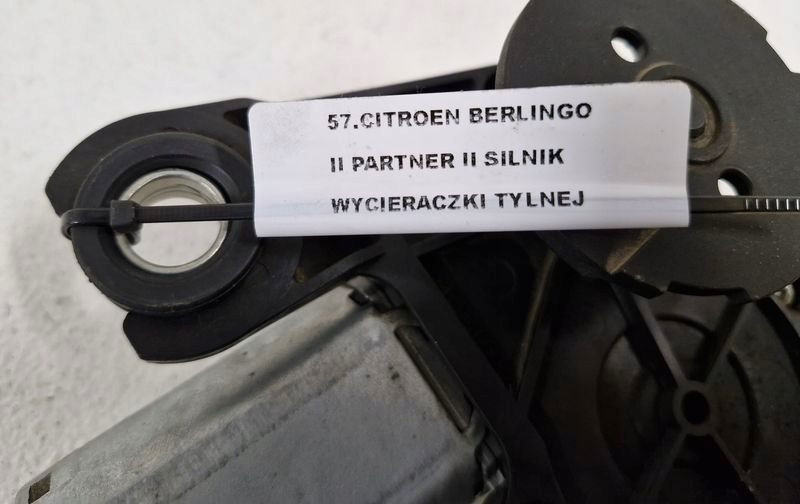 57.CITROEN BERLINGO
II PARTNER II SILNIK
WYCIERACZKI TYLNEJ